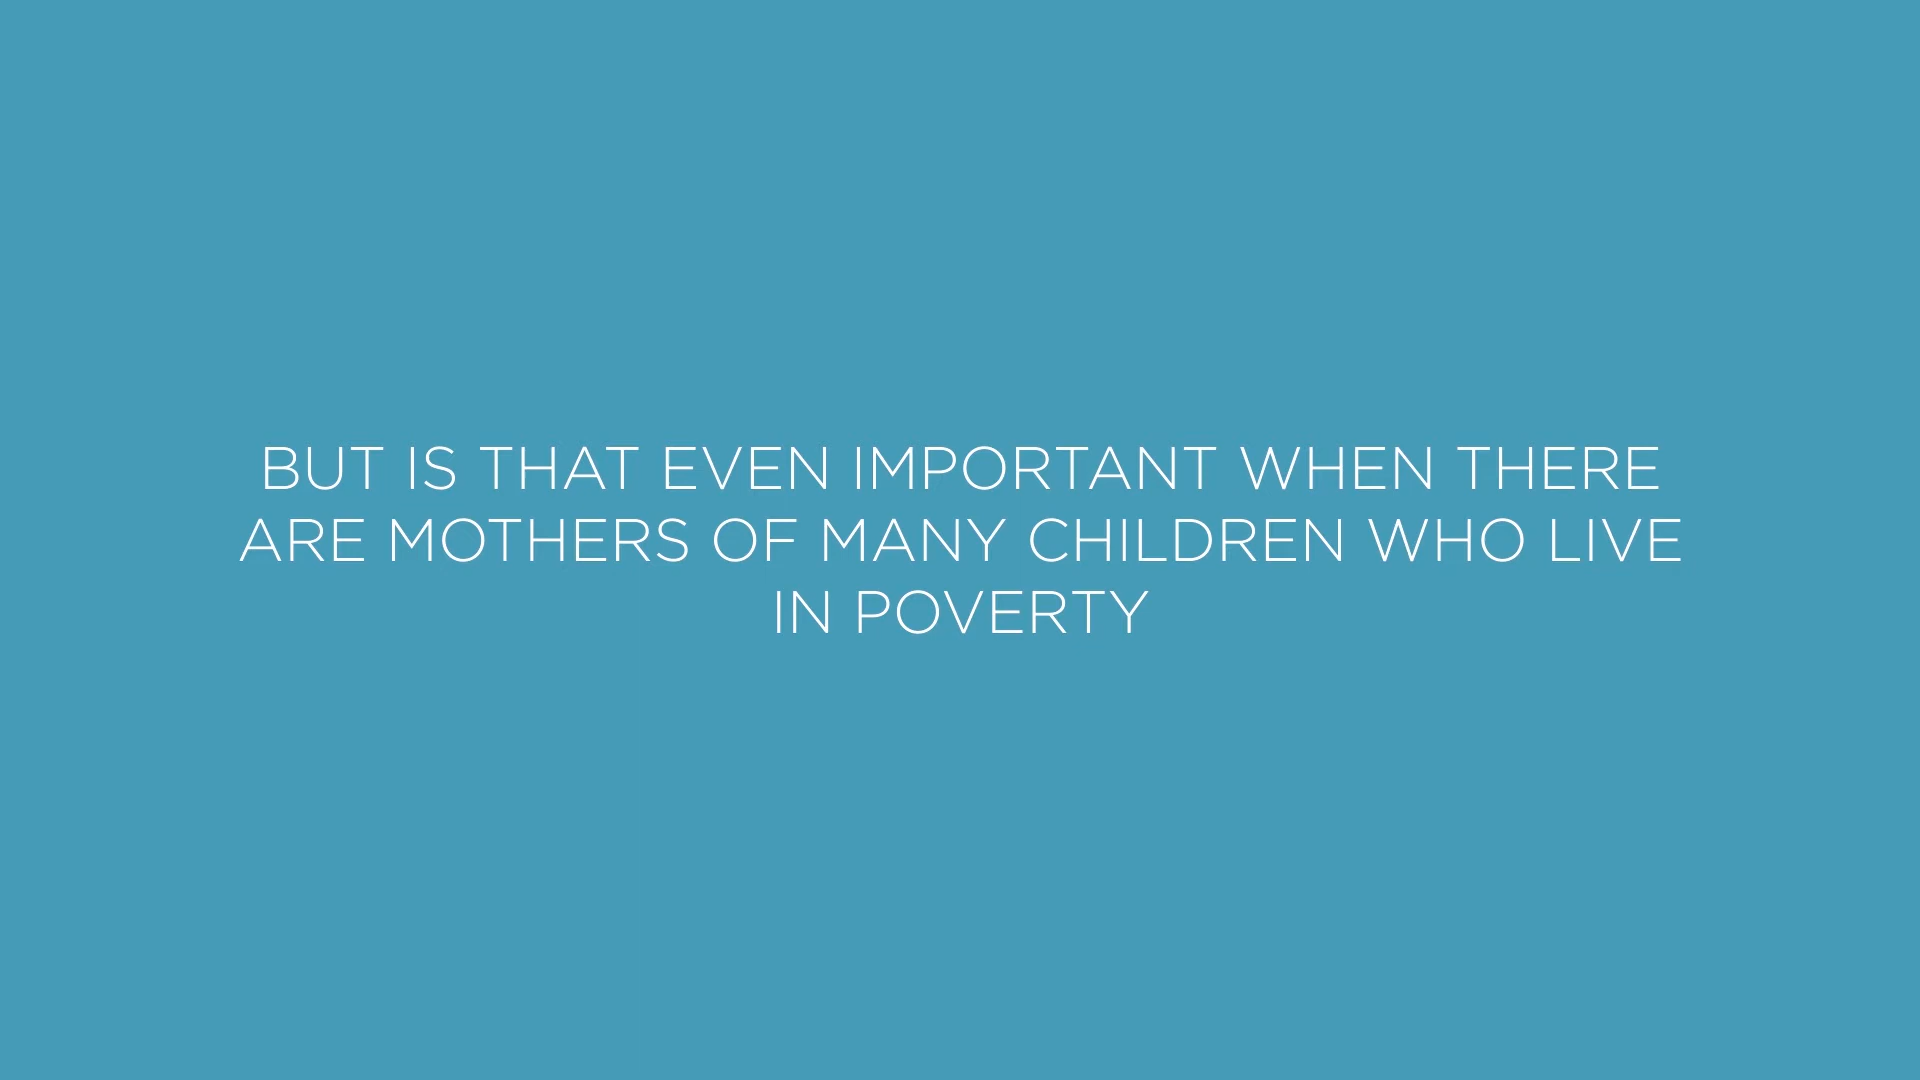 BUT IS THAT EVEN IMPORTANT WHEN THERE
ARE MOTHERS OF MANY CHILDREN WHO LIVE
IN POVERTY